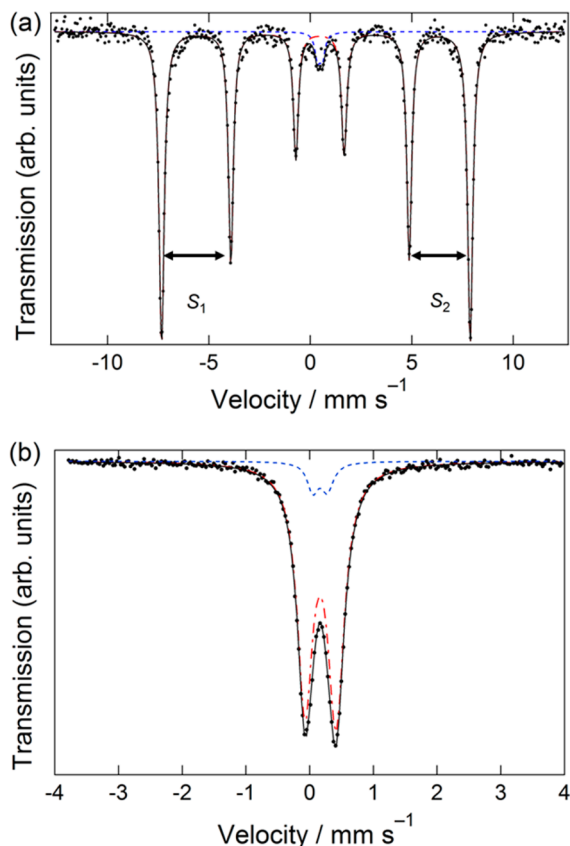 (a)
Transmission (arb. units)
S1
S2
-10 -5 0 5 10
Velocity / mm s⁻¹
(b)
Transmission (arb. units)
-4 -3 -2 -1 0 1 2 3 4
Velocity / mm s⁻¹